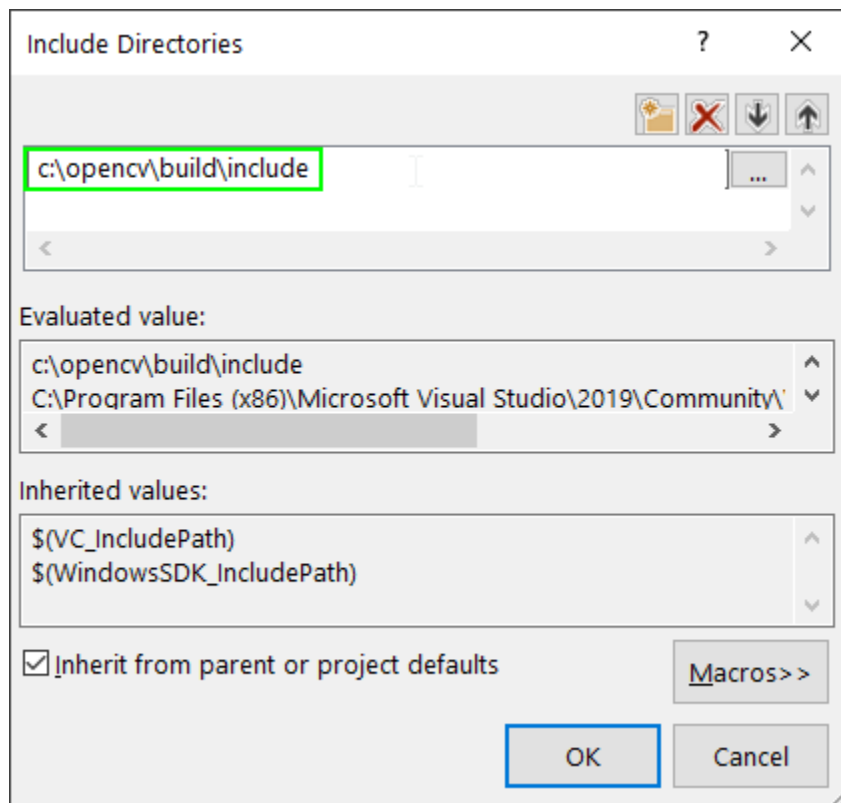 Include Directories
?
c:\opencv\build\include
...
Evaluated value:
c:\opencv\build\include
C:\Program Files (x86)\Microsoft Visual Studio\2019\Community\
Inherited values:
$(VC_IncludePath)
$(WindowsSDK_IncludePath)
Inherit from parent or project defaults
Macros>>
OK Cancel